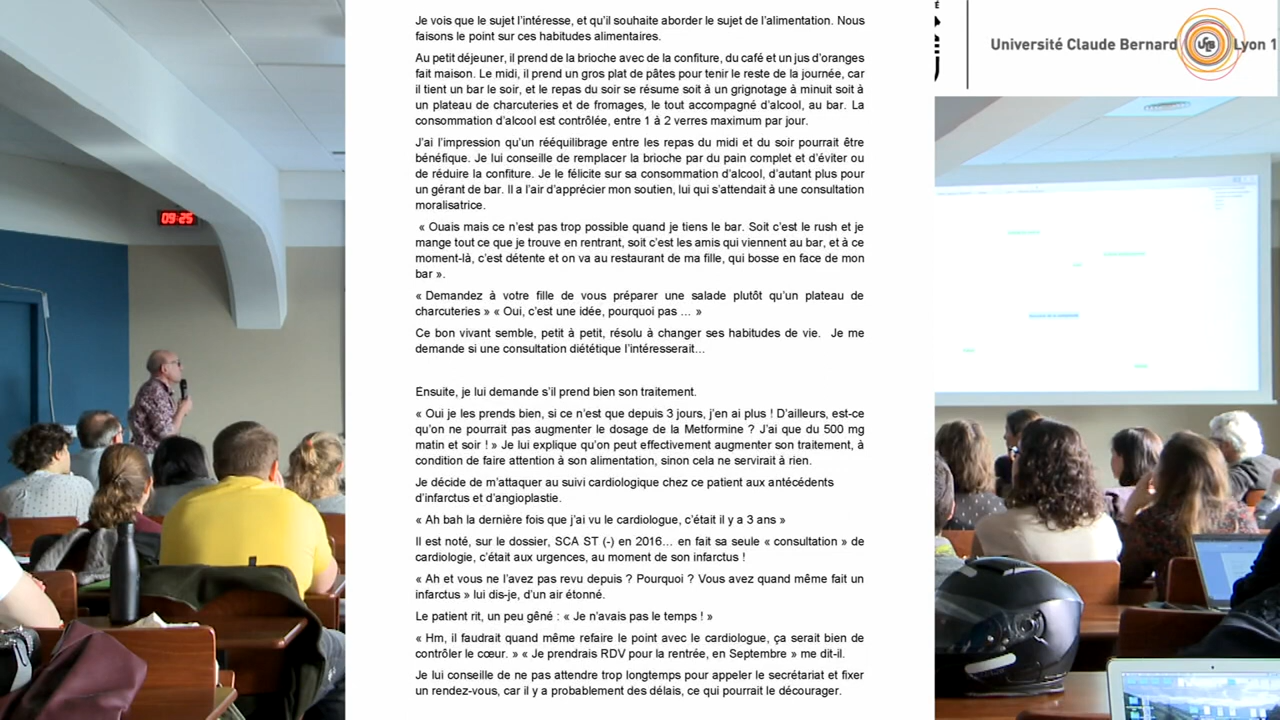 Je vois que le sujet l'intéresse, et qu'il souhaite aborder le sujet de l'alimentation. Nous
faisons le point sur ces habitudes alimentaires.
Au petit déjeuner, il prend de la brioche avec de la confiture, du café et un jus d'oranges
fait maison. Le midi, il prend un gros plat de pâtes pour tenir le reste de la journée, car
il tient un bar le soir, et le repas du soir se résume soit à un grignotage à minuit soit à
un plateau de charcuteries et de fromages, le tout accompagné d'alcool, au bar. La
consommation d'alcool est contrôlée, entre 1 à 2 verres maximum par jour.
J'ai l'impression qu'un rééquilibrage entre les repas du midi et du soir pourrait être
bénéfique. Je lui conseille de remplacer la brioche par du pain complet et d'éviter ou
de réduire la confiture. Je le félicite sur sa consommation d'alcool, d'autant plus pour
un gérant de bar. Il a l'air d'apprécier mon soutien, lui qui s'attendait à une consultation
moralisatrice.
« Ouais mais ce n'est pas trop possible quand je tiens le bar. Soit c'est le rush et je
mange tout ce que je trouve en rentrant, soit c'est les amis qui viennent au bar, et à ce
moment-là, c'est détente et on va au restaurant de ma fille, qui bosse en face de mon
bar ».
« Demandez à votre fille de vous préparer une salade plutôt qu'un plateau de
charcuteries » « Oui, c'est une idée, pourquoi pas … »
Ce bon vivant semble, petit à petit, résolu à changer ses habitudes de vie. Je me
demande si une consultation diététique l'intéresserait…
Ensuite, je lui demande s'il prend bien son traitement.
« Oui je les prends bien, si ce n'est que depuis 3 jours, j'en ai plus ! D'ailleurs, est-ce
qu'on ne pourrait pas augmenter le dosage de la Metformine ? J'ai que du 500 mg
matin et soir ! » Je lui explique qu'on peut effectivement augmenter son traitement, à
condition de faire attention à son alimentation, sinon cela ne servirait à rien.
Je décide de m'attaquer au suivi cardiologique chez ce patient aux antécédents
d'infarctus et d'angioplastie.
« Ah bah la dernière fois que j'ai vu le cardiologue, c'était il y a 3 ans »
Il est noté, sur le dossier, SCA ST (-) en 2016… en fait sa seule « consultation » de
cardiologie, c'était aux urgences, au moment de son infarctus !
« Ah et vous ne l'avez pas revu depuis ? Pourquoi ? Vous avez quand même fait un
infarctus » lui dis-je, d'un air étonné.
Le patient rit, un peu gêné : « Je n'avais pas le temps ! »
« Hm, il faudrait quand même refaire le point avec le cardiologue, ça serait bien de
contrôler le cœur. » « Je prendrais RDV pour la rentrée, en Septembre » me dit-il.
Je lui conseille de ne pas attendre trop longtemps pour appeler le secrétariat et fixer
un rendez-vous, car il y a probablement des délais, ce qui pourrait le décourager.
Université Claude Bernard Lyon 1
09:25